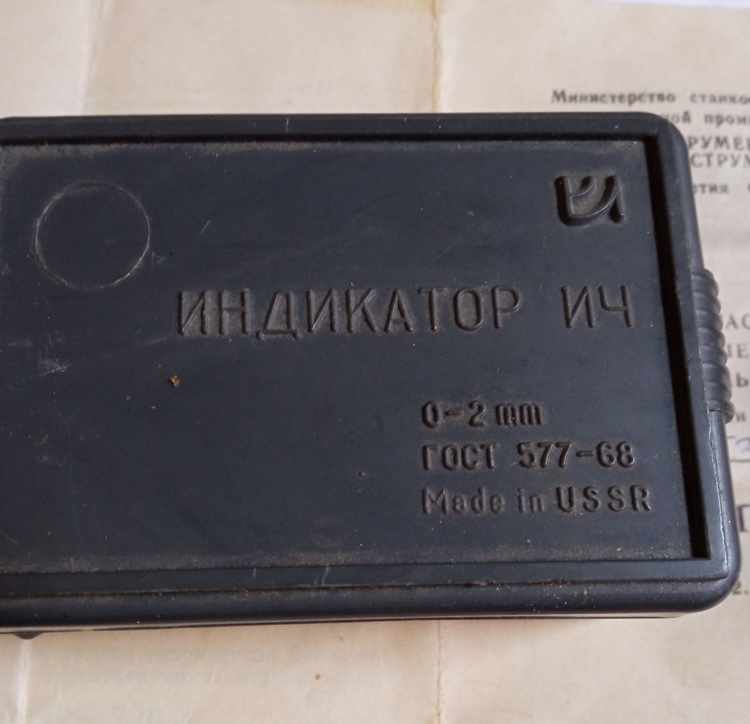 Министерство
ИНДИКАТОР ИЧ
0-2 mm
ГОСТ 577-68
Made in USSR